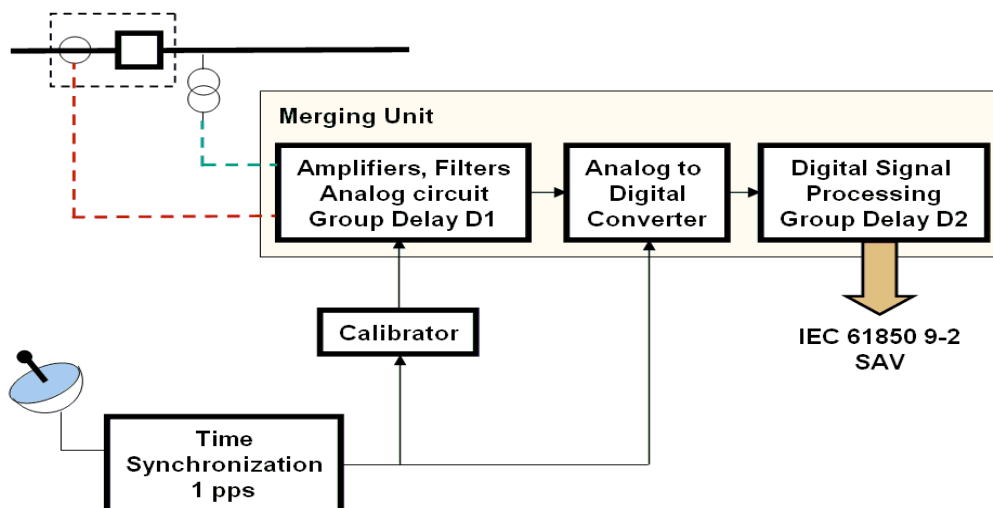 Merging Unit
Amplifiers, Filters
Analog circuit
Group Delay D1
Analog to
Digital
Converter
Digital Signal
Processing
Group Delay D2
Calibrator
IEC 61850 9-2
SAV
Time
Synchronization
1 pps